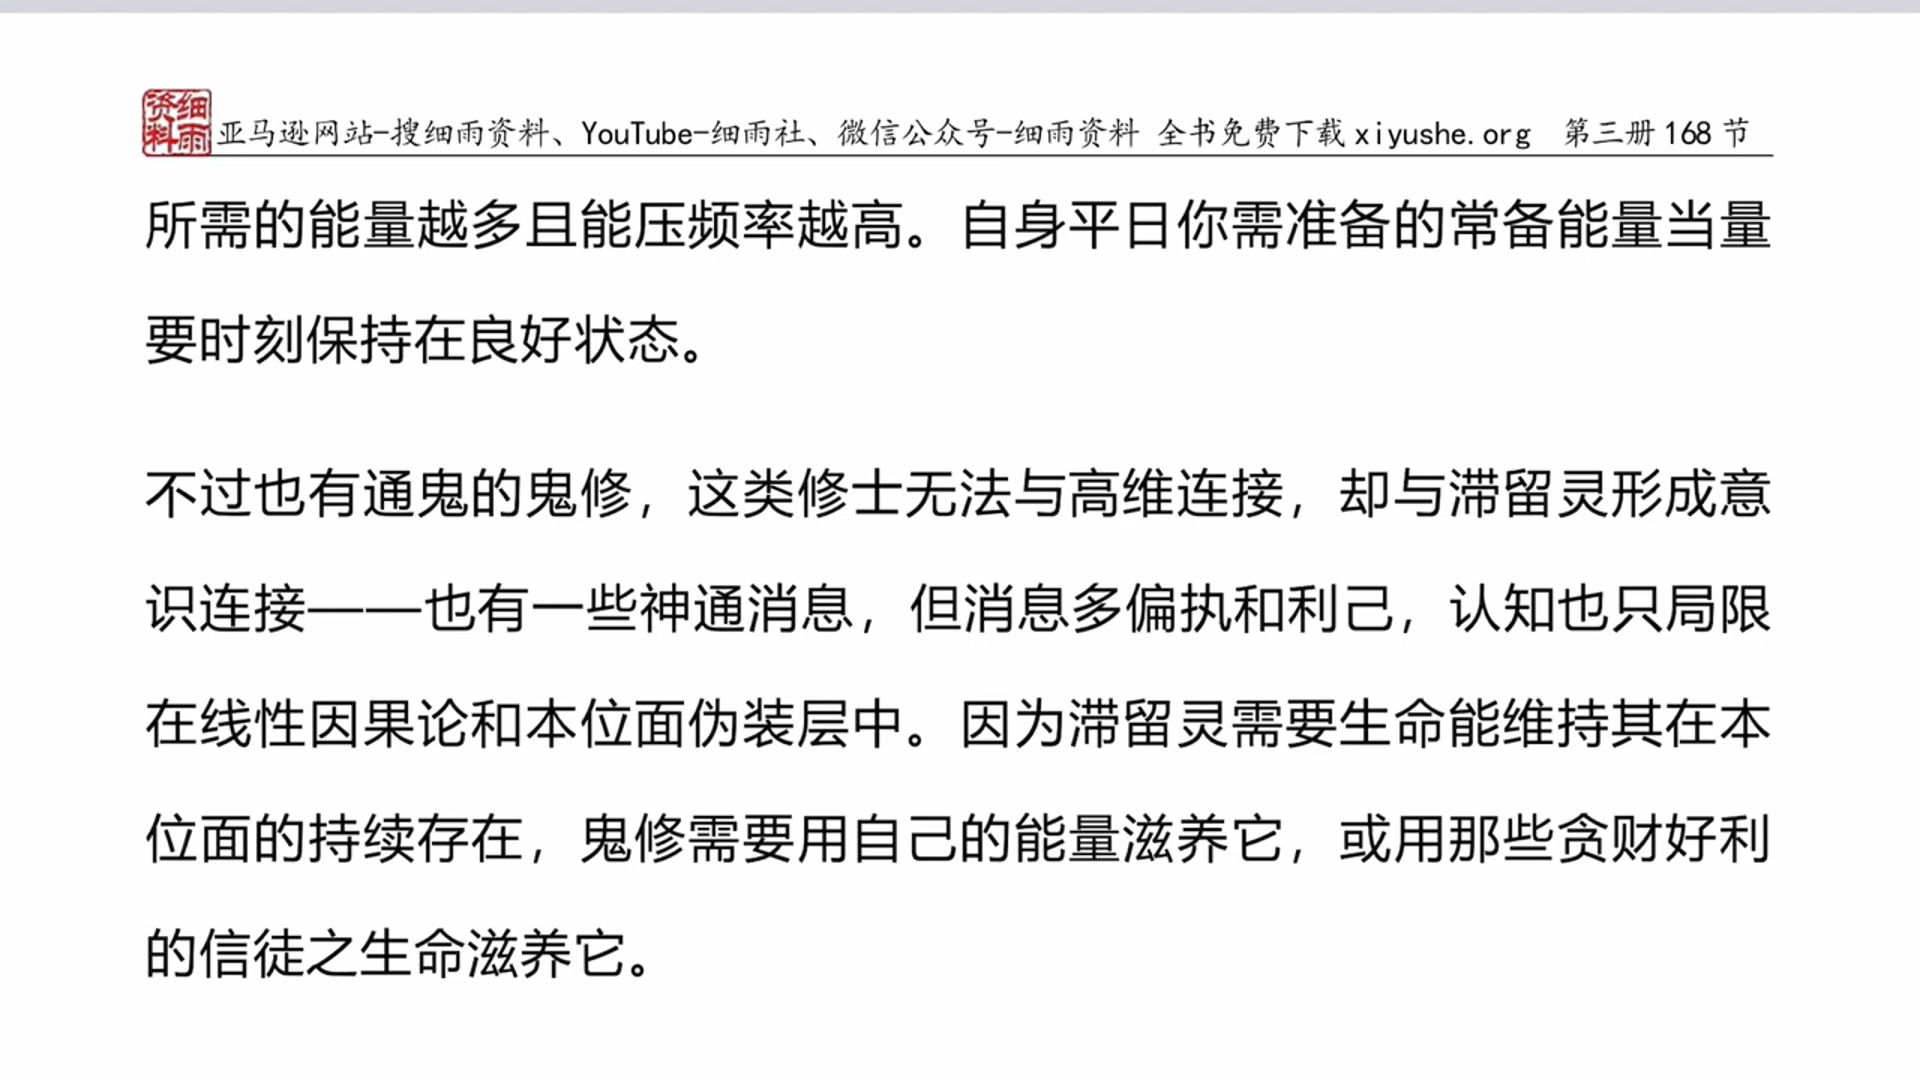 细雨资料
亚马逊网站-搜细雨资料、YouTube-细雨社、微信公众号-细雨资料 全书免费下载 xiyushe.org 第三册 168 节
所需的能量越多且能压频率越高。自身平日你需准备的常备能量当量
要时刻保持在良好状态。
不过也有通鬼的鬼修，这类修士无法与高维连接，却与滞留灵形成意
识连接——也有一些神通消息，但消息多偏执和利己，认知也只局限
在线性因果论和本位面伪装层中。因为滞留灵需要生命能维持其在本
位面的持续存在，鬼修需要用自己的能量滋养它，或用那些贪财好利
的信徒之生命滋养它。